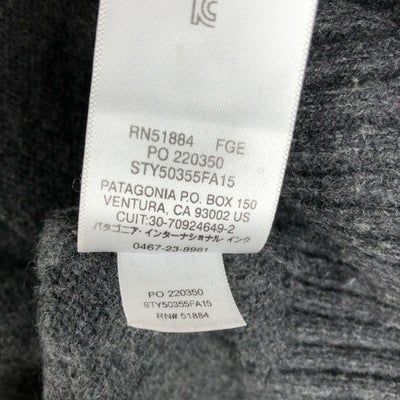 RN51884 FGE
PO 220350
STY50355FA15
PATAGONIA P.O. BOX 150
VENTURA, CA 93002 US
CUIT:30-70924649-2
パタゴニア・インターナショナル・インク
0467-23-8961
PO 220350
STY50355FA15
RN# 51884